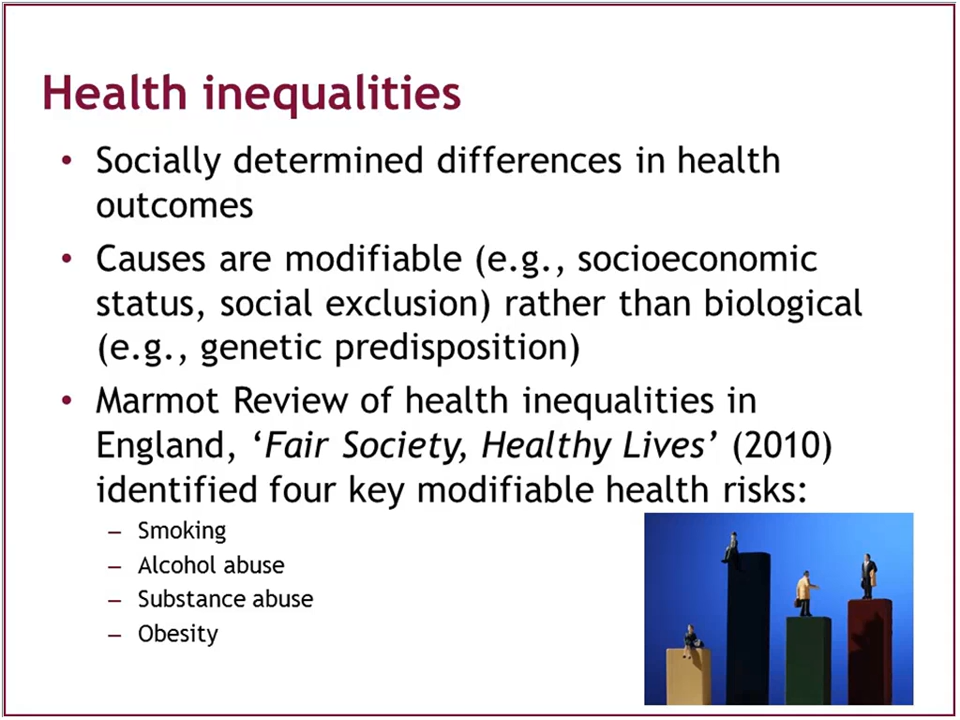 Health inequalities
• Socially determined differences in health
outcomes
• Causes are modifiable (e.g., socioeconomic
status, social exclusion) rather than biological
(e.g., genetic predisposition)
• Marmot Review of health inequalities in
England, ‘Fair Society, Healthy Lives’ (2010)
identified four key modifiable health risks:
– Smoking
– Alcohol abuse
– Substance abuse
– Obesity